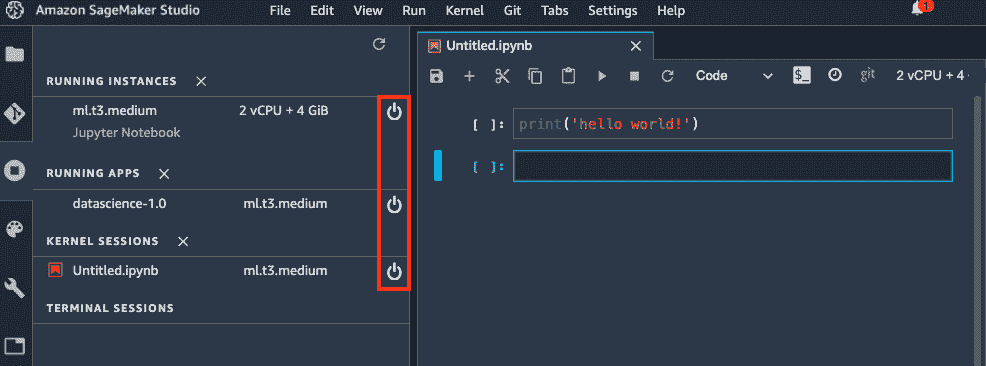 Amazon SageMaker Studio File Edit View Run Kernel Git Tabs Settings Help 1
RUNNING INSTANCES
ml.t3.medium 2 vCPU + 4 GiB
Jupyter Notebook
RUNNING APPS
datascience-1.0 ml.t3.medium
KERNEL SESSIONS
Untitled.ipynb ml.t3.medium
TERMINAL SESSIONS
Untitled.ipynb
Code $_ git 2 vCPU + 4
[ ]: print('hello world!')
[ ]: